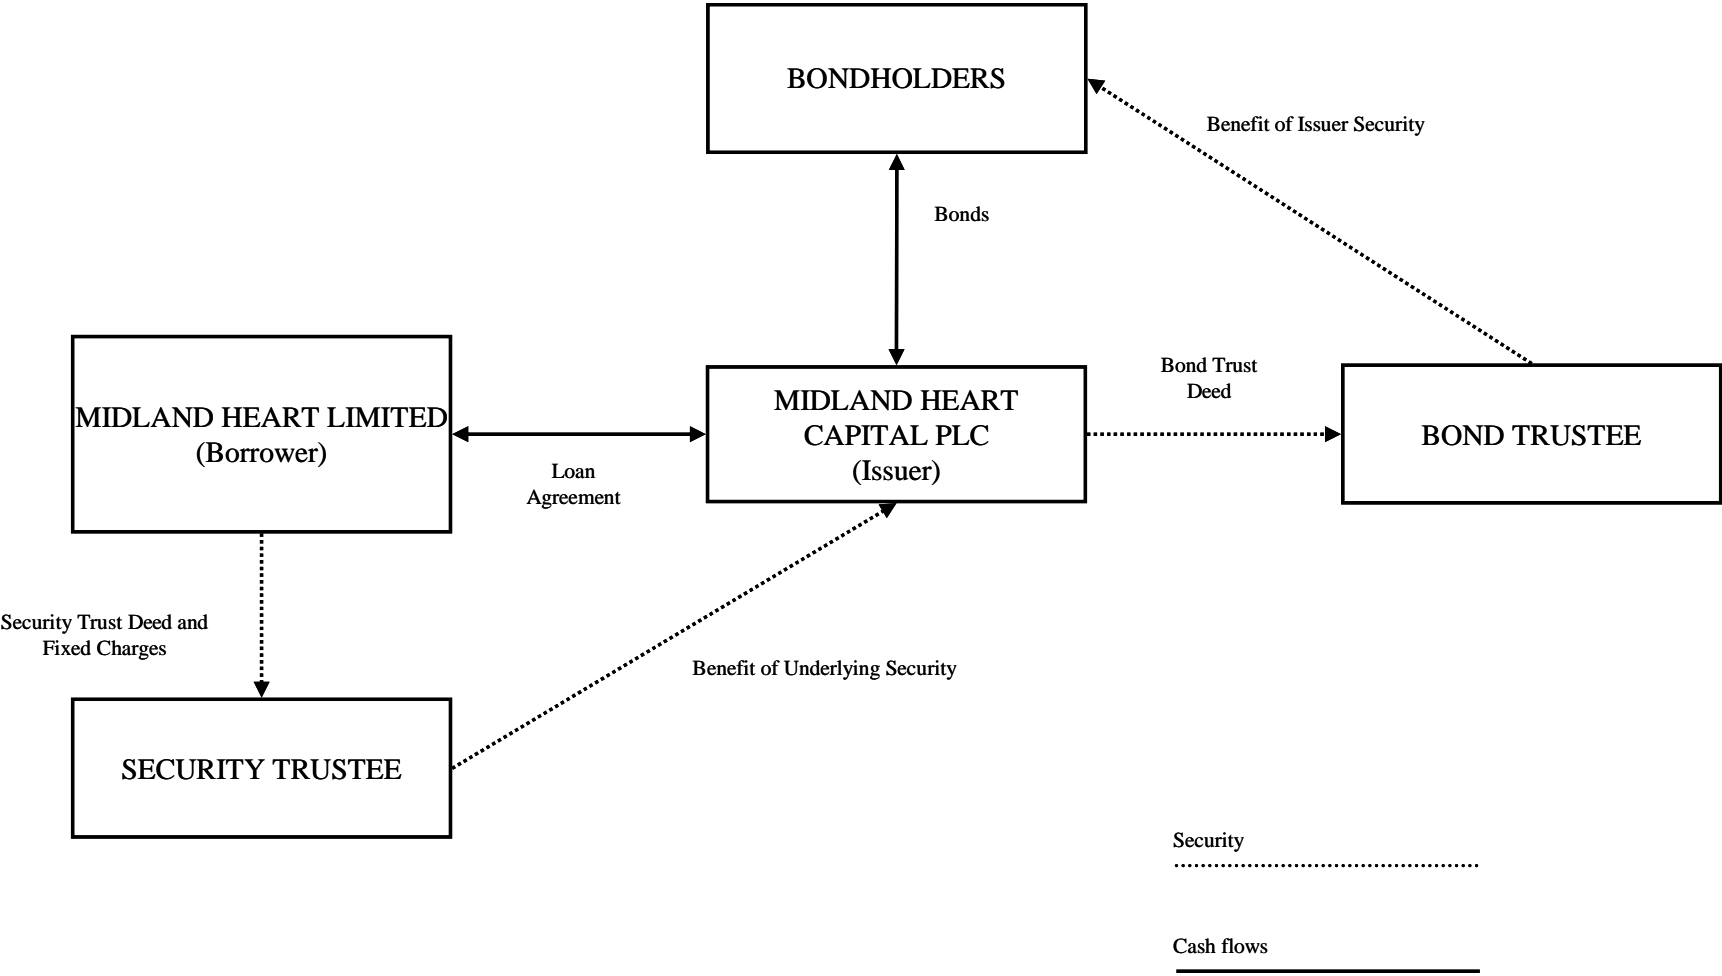 BONDHOLDERS
Benefit of Issuer Security
Bonds
MIDLAND HEART LIMITED
(Borrower)
Loan
Agreement
MIDLAND HEART
CAPITAL PLC
(Issuer)
Bond Trust
Deed
BOND TRUSTEE
Security Trust Deed and
Fixed Charges
Benefit of Underlying Security
SECURITY TRUSTEE
Security
Cash flows